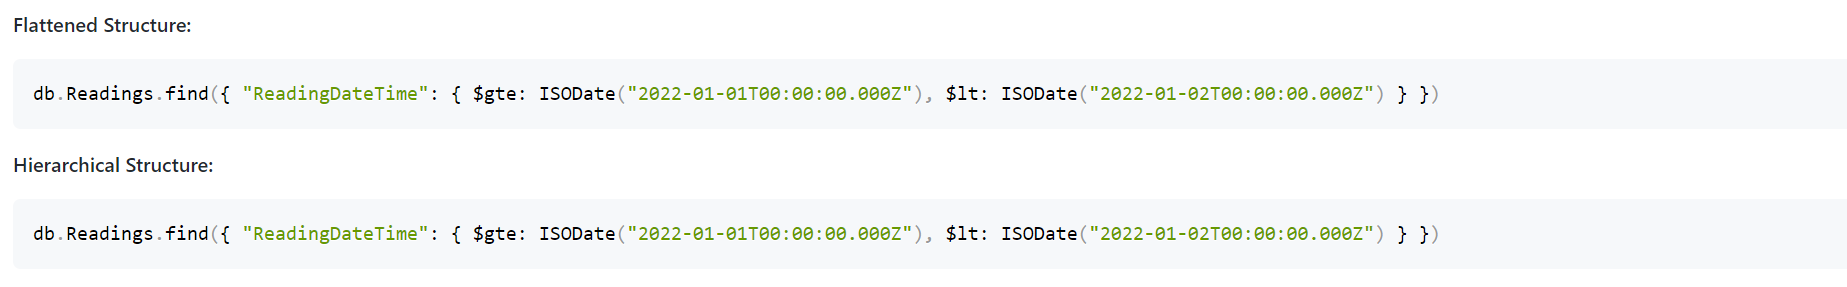 Flattened Structure:
db.Readings.find({ "ReadingDateTime": { $gte: ISODate("2022-01-01T00:00:00.000Z"), $lt: ISODate("2022-01-02T00:00:00.000Z") } })
Hierarchical Structure:
db.Readings.find({ "ReadingDateTime": { $gte: ISODate("2022-01-01T00:00:00.000Z"), $lt: ISODate("2022-01-02T00:00:00.000Z") } })